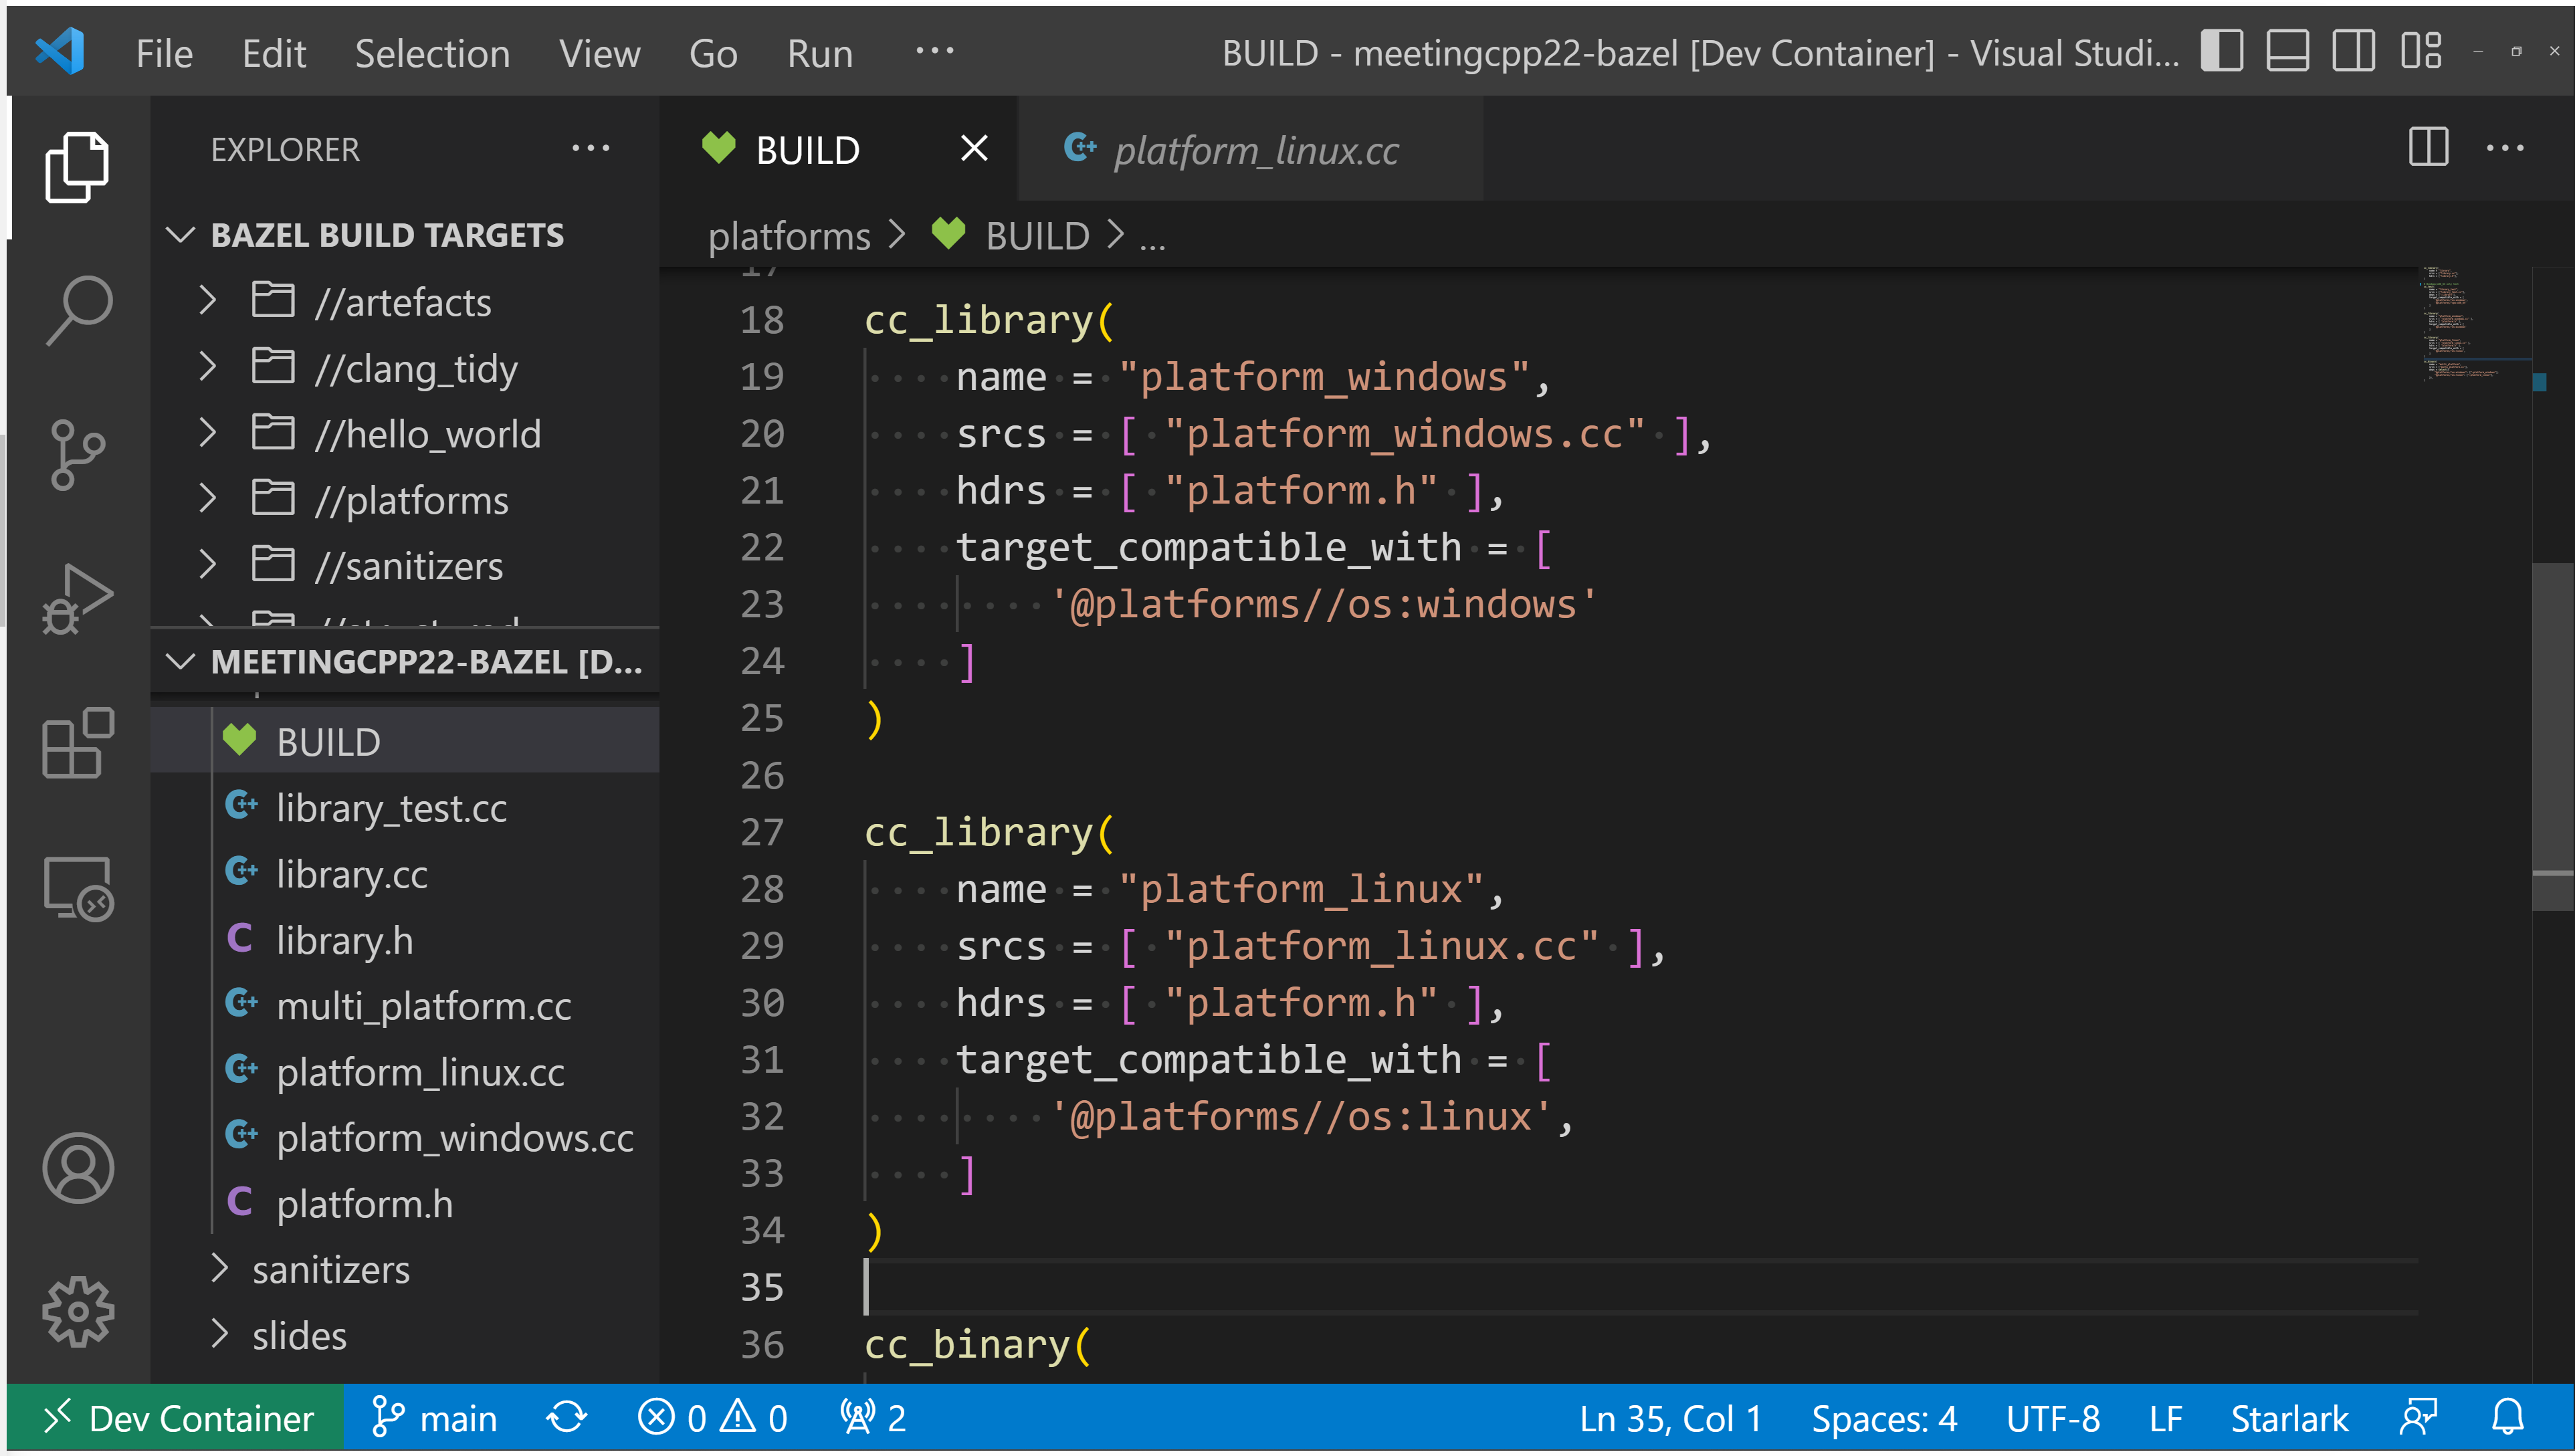 File Edit Selection View Go Run ··· BUILD - meetingcpp22-bazel [Dev Container] - Visual Studi...
EXPLORER ···
BAZEL BUILD TARGETS
//artefacts
//clang_tidy
//hello_world
//platforms
//sanitizers
MEETINGCPP22-BAZEL [D...
BUILD
library_test.cc
library.cc
library.h
multi_platform.cc
platform_linux.cc
platform_windows.cc
platform.h
sanitizers
slides
BUILD platform_linux.cc
platforms > BUILD > ...
17
18 cc_library(
19     name = "platform_windows",
20     srcs = [ "platform_windows.cc" ],
21     hdrs = [ "platform.h" ],
22     target_compatible_with = [
23         '@platforms//os:windows'
24     ]
25 )
26
27 cc_library(
28     name = "platform_linux",
29     srcs = [ "platform_linux.cc" ],
30     hdrs = [ "platform.h" ],
31     target_compatible_with = [
32         '@platforms//os:linux',
33     ]
34 )
35
36 cc_binary(
Dev Container main 0 0 2 Ln 35, Col 1 Spaces: 4 UTF-8 LF Starlark